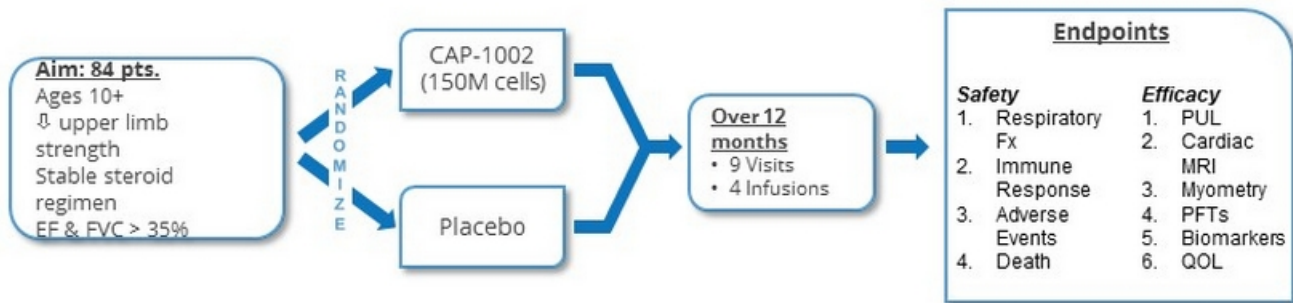 Aim: 84 pts.
Ages 10+
⇩ upper limb
strength
Stable steroid
regimen
EF & FVC > 35%
RANDOMIZE
CAP-1002
(150M cells)
Placebo
Over 12
months
• 9 Visits
• 4 Infusions
Endpoints
Safety
1. Respiratory
Fx
2. Immune
Response
3. Adverse
Events
4. Death
Efficacy
1. PUL
2. Cardiac
MRI
3. Myometry
4. PFTs
5. Biomarkers
6. QOL